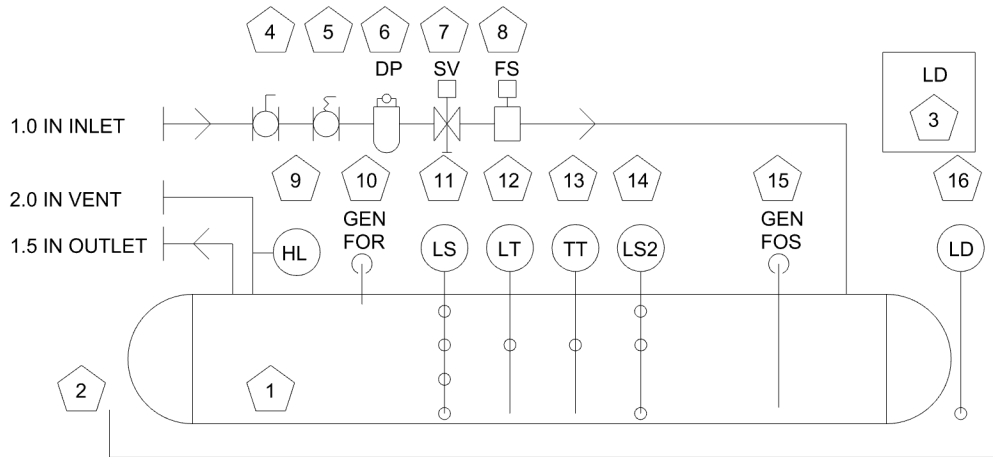 4 5 6 7 8
DP SV FS
LD
3
1.0 IN INLET
9 10 11 12 13 14 15 16
2.0 IN VENT
GEN
FOR
GEN
FOS
1.5 IN OUTLET
HL LS LT TT LS2 LD
2 1